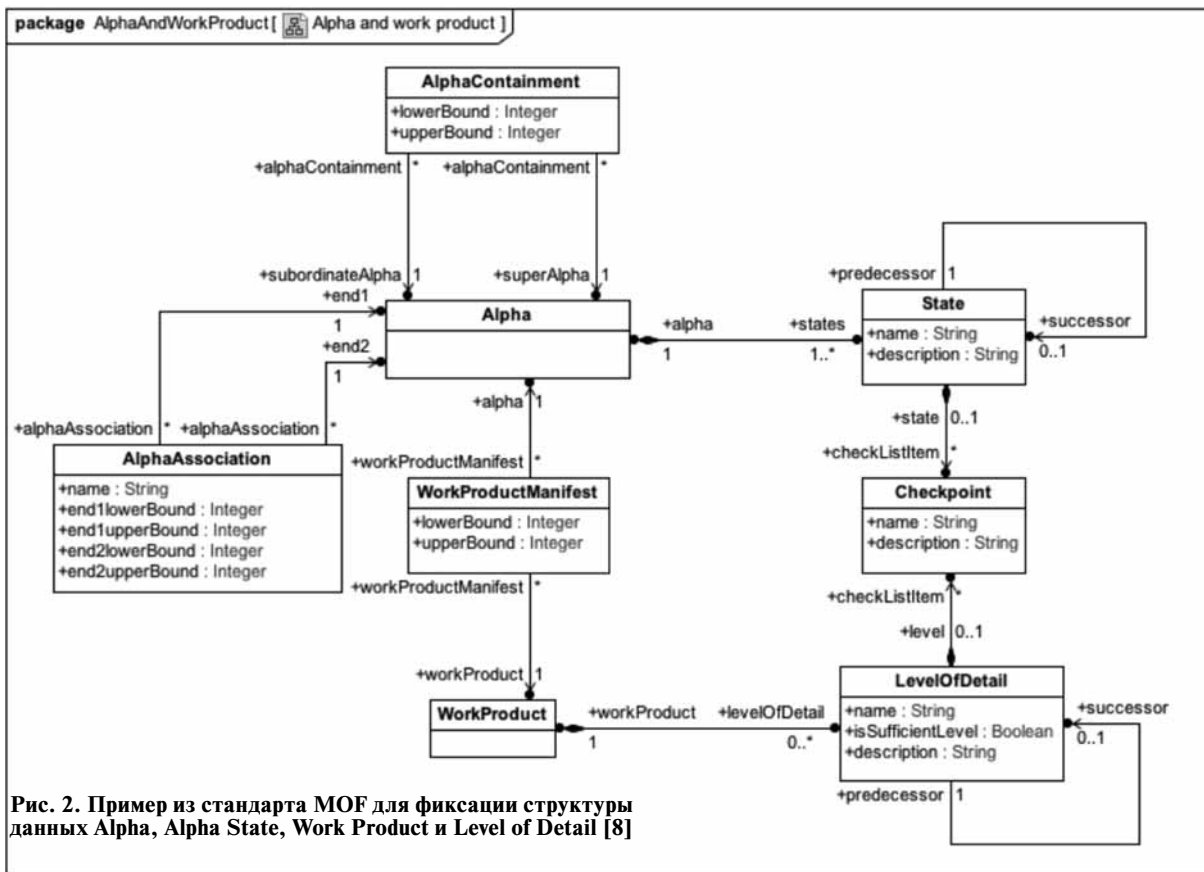 package AlphaAndWorkProduct [ Alpha and work product ]
AlphaContainment
+lowerBound : Integer
+upperBound : Integer
+alphaContainment * +alphaContainment *
+subordinateAlpha 1 +superAlpha 1
+end1
1
+end2
1
Alpha
+alpha +states
1 1..*
+predecessor 1
State
+name : String
+description : String
+successor
0..1
+state 0..1
+checkListItem *
Checkpoint
+name : String
+description : String
+alpha 1
+alphaAssociation * +alphaAssociation *
AlphaAssociation
+name : String
+end1lowerBound : Integer
+end1upperBound : Integer
+end2lowerBound : Integer
+end2upperBound : Integer
+workProductManifest *
WorkProductManifest
+lowerBound : Integer
+upperBound : Integer
+workProductManifest *
+workProduct 1
+checkListItem *
+level 0..1
WorkProduct
+workProduct +levelOfDetail
1 0..*
LevelOfDetail
+name : String
+isSufficientLevel : Boolean
+description : String
+successor
0..1
+predecessor 1
Рис. 2. Пример из стандарта MOF для фиксации структуры
данных Alpha, Alpha State, Work Product и Level of Detail [8]